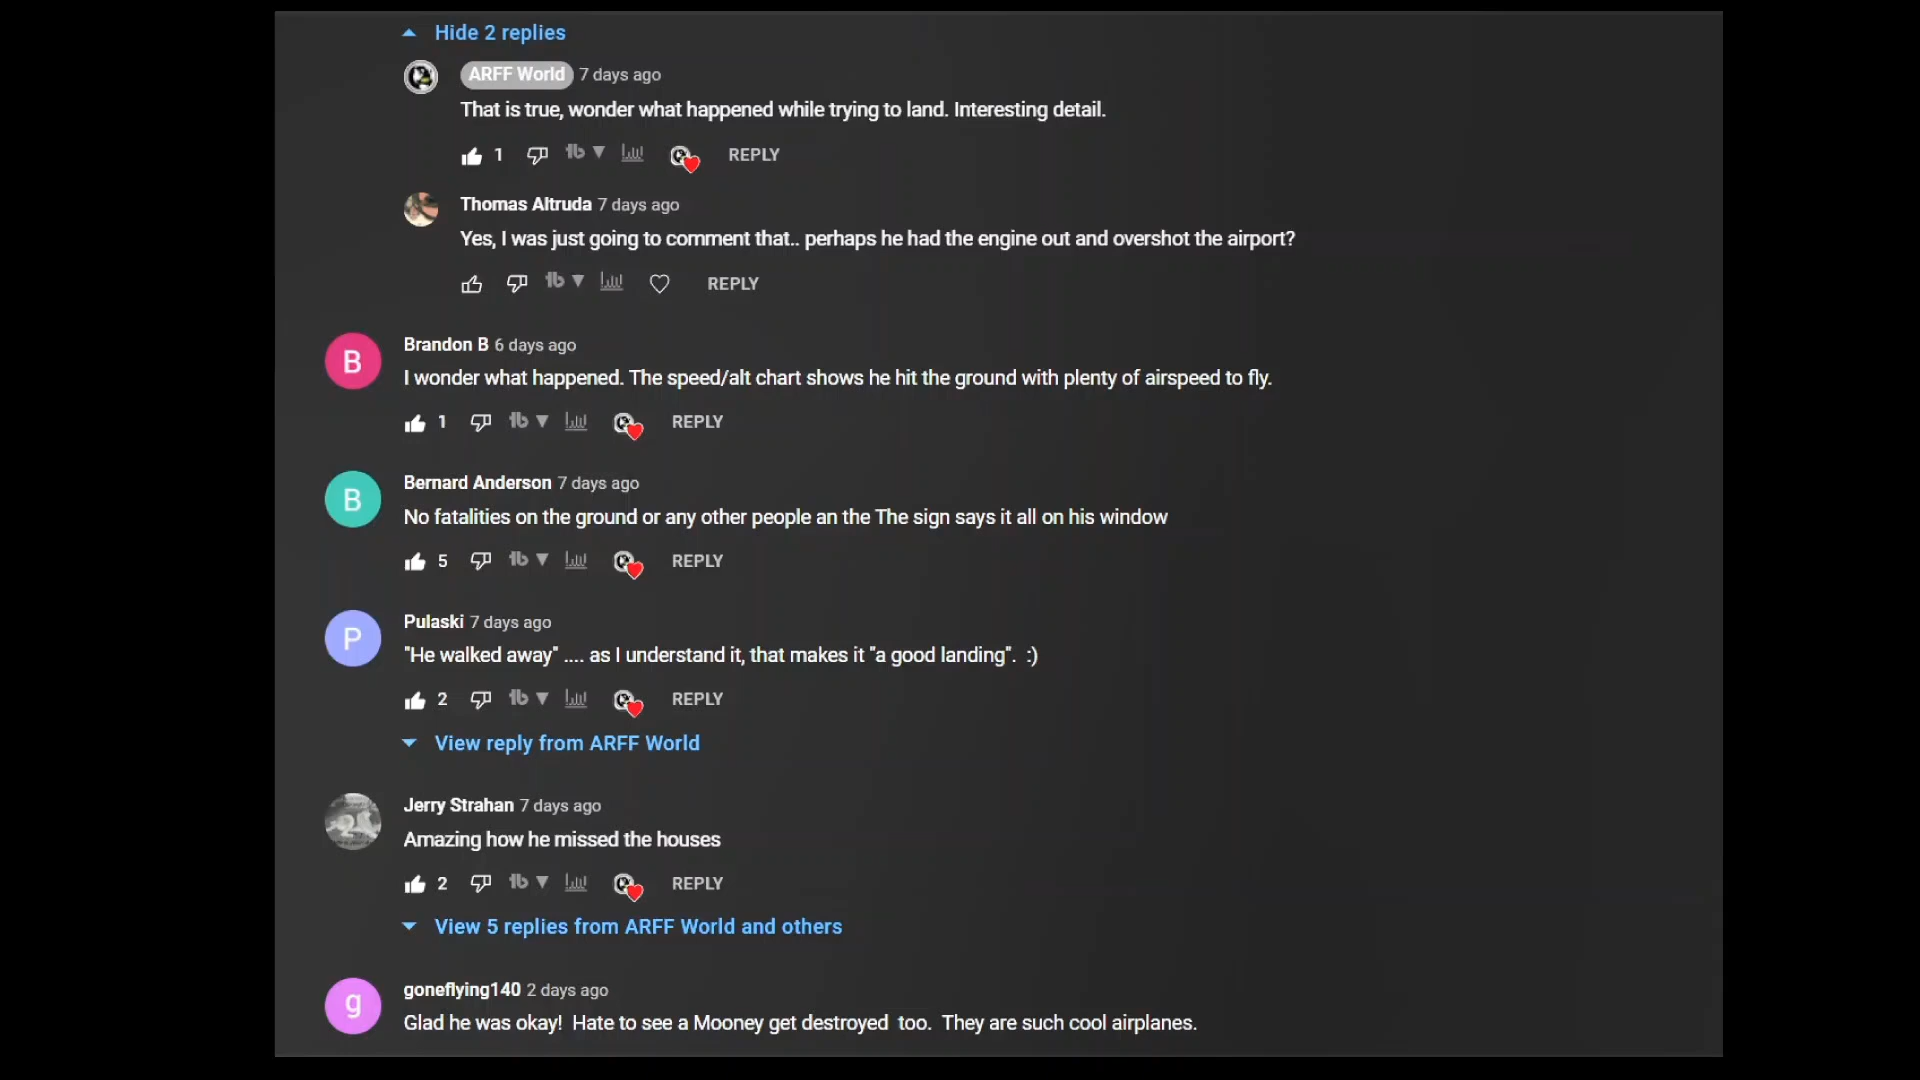 Hide 2 replies
ARFF World 7 days ago
That is true, wonder what happened while trying to land. Interesting detail.
1 REPLY
Thomas Altruda 7 days ago
Yes, I was just going to comment that.. perhaps he had the engine out and overshot the airport?
REPLY
B Brandon B 6 days ago
I wonder what happened. The speed/alt chart shows he hit the ground with plenty of airspeed to fly.
1 REPLY
B Bernard Anderson 7 days ago
No fatalities on the ground or any other people an the The sign says it all on his window
5 REPLY
P Pulaski 7 days ago
"He walked away" .... as I understand it, that makes it "a good landing". :)
2 REPLY
View reply from ARFF World
Jerry Strahan 7 days ago
Amazing how he missed the houses
2 REPLY
View 5 replies from ARFF World and others
g goneflying140 2 days ago
Glad he was okay! Hate to see a Mooney get destroyed too. They are such cool airplanes.